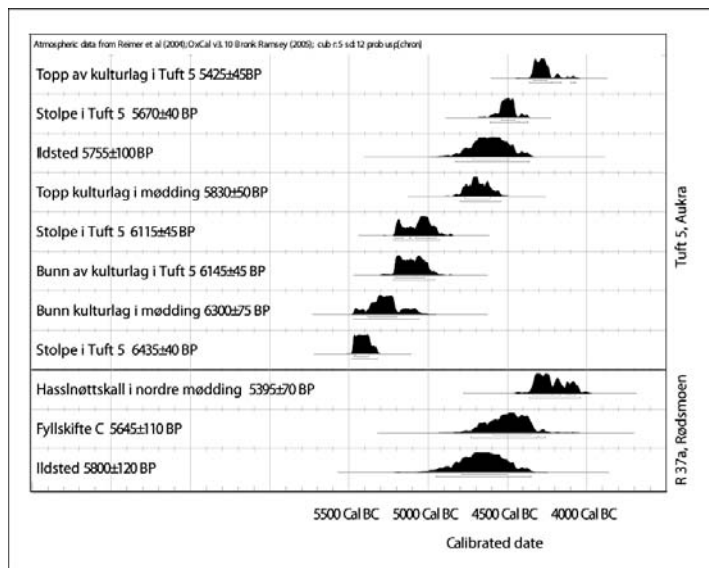 Atmospheric data from Reimer et al (2004);OxCal v3.10 Bronk Ramsey (2005); cub r:5 sd:12 prob usp[chron]
Topp av kulturlag i Tuft 5 5425±45BP
Stolpe i Tuft 5 5670±40 BP
Ildsted 5755±100BP
Topp kulturlag i mødding 5830±50BP
Stolpe i Tuft 5 6115±45BP
Bunn av kulturlag i Tuft 5 6145±45BP
Bunn kulturlag i mødding 6300±75 BP
Stolpe i Tuft 5 6435±40 BP
Tuft 5, Aukra
Hasslnøttskall i nordre mødding 5395±70 BP
Fyllskifte C 5645±110 BP
Ildsted 5800±120 BP
R 37a, Rødsmoen
5500 Cal BC 5000 Cal BC 4500 Cal BC 4000 Cal BC
Calibrated date